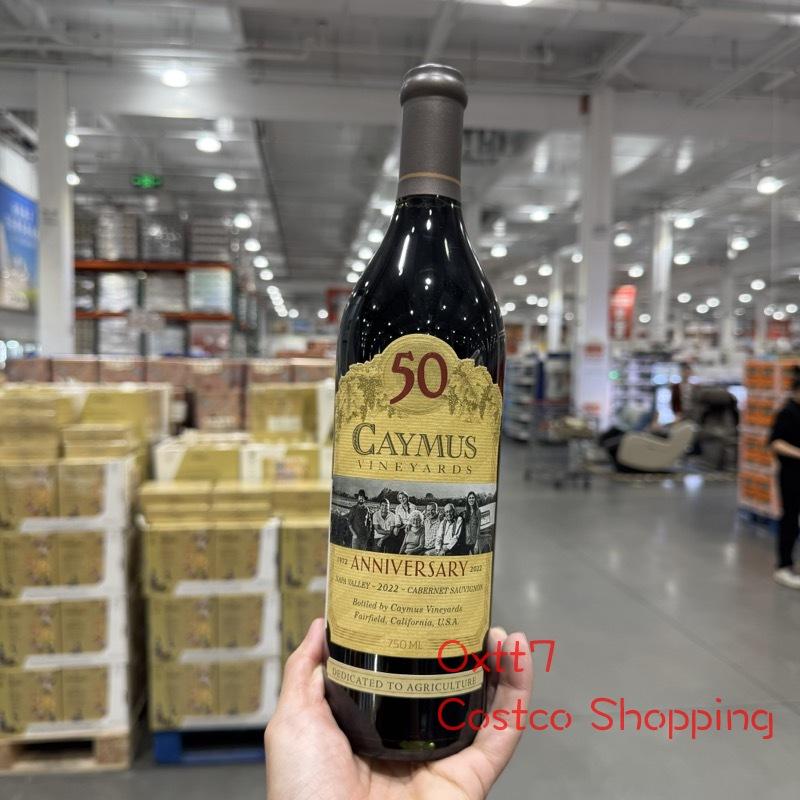 50
CAYMUS
VINEYARDS
1972 ANNIVERSARY 2022
NAPA VALLEY - 2022 - CABERNET SAUVIGNON
Bottled by Caymus Vineyards
Fairfield, California, U.S.A.
750 ML
DEDICATED TO AGRICULTURE
Oxtt7
Costco Shopping